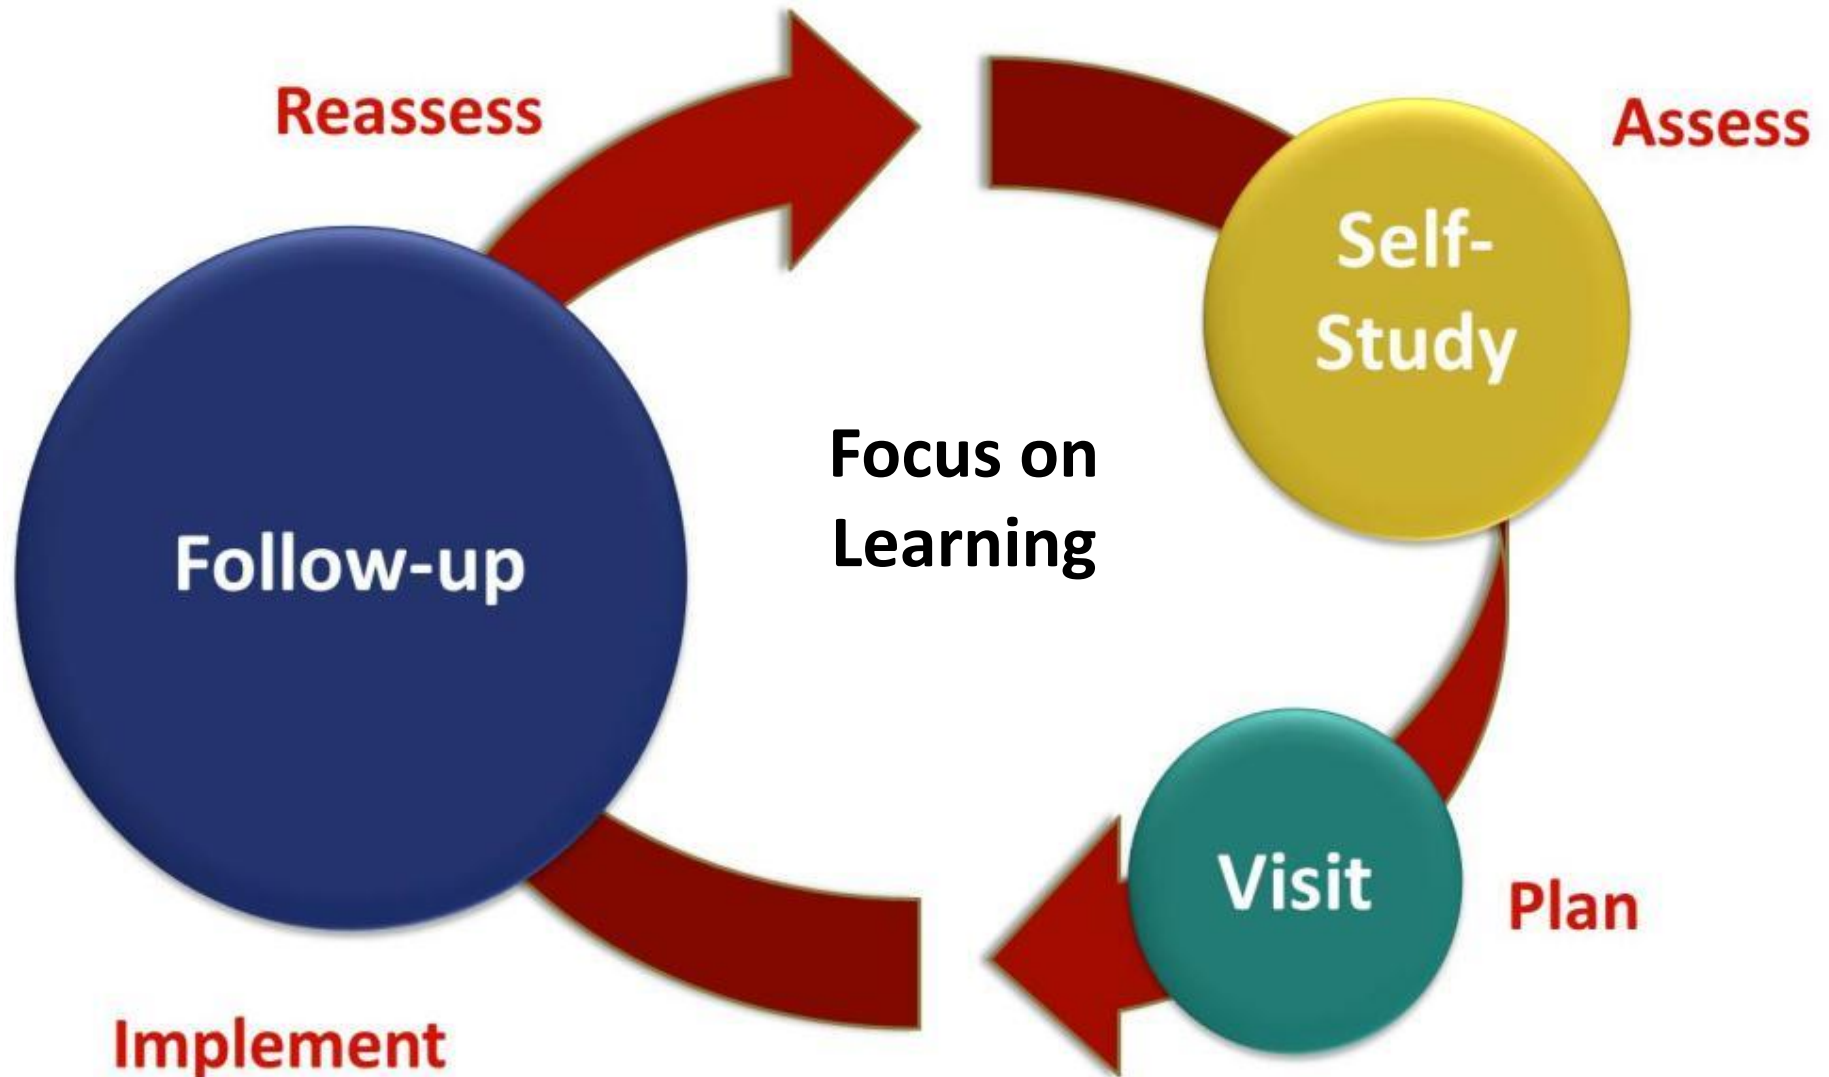 Reassess
Assess
Self-
Study
Focus on
Learning
Follow-up
Visit
Plan
Implement